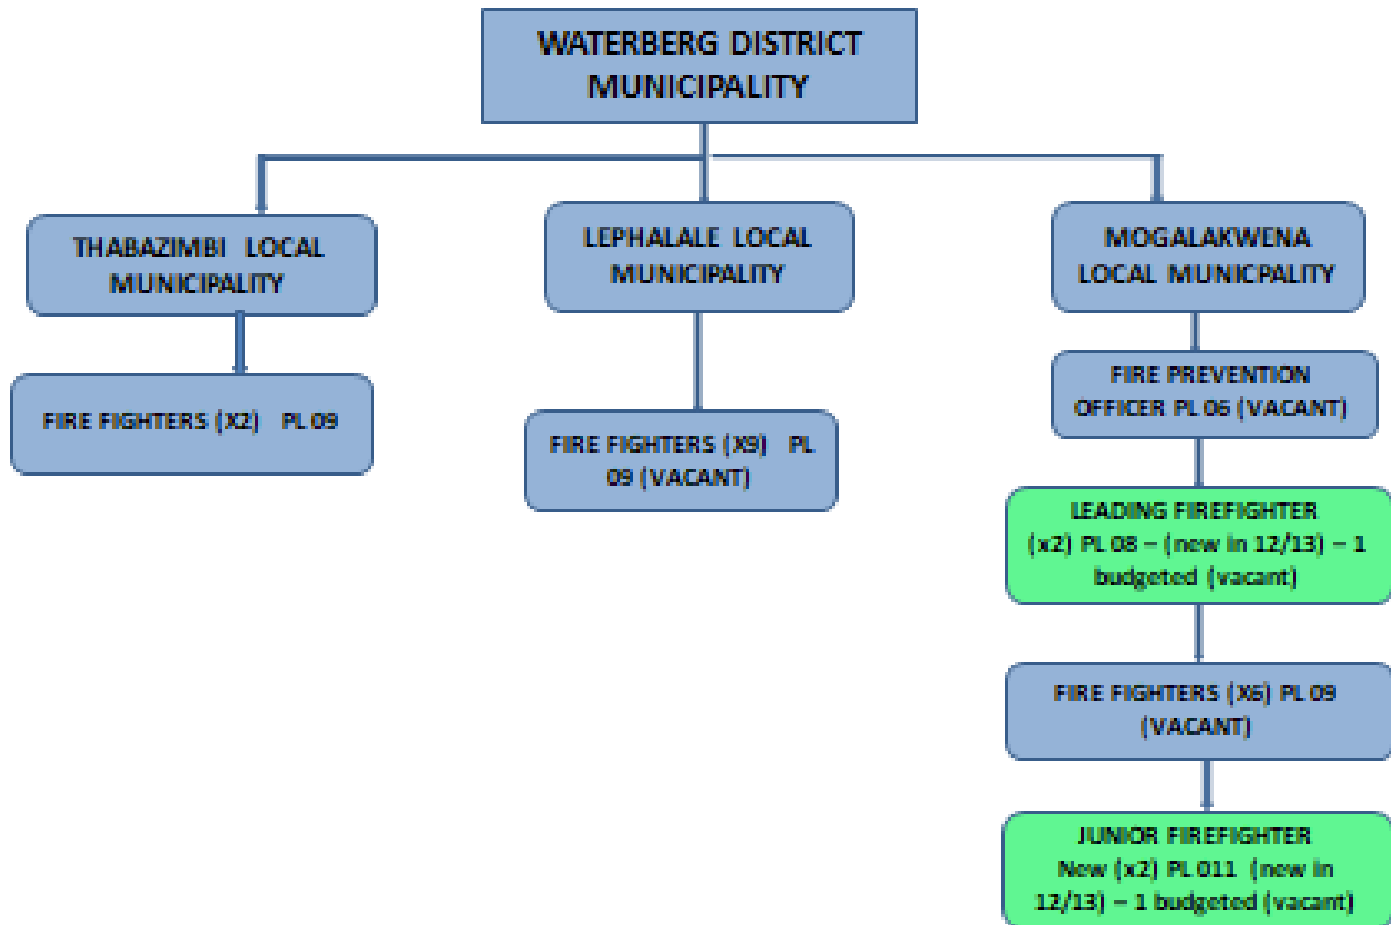 WATERBERG DISTRICT
MUNICIPALITY
THABAZIMBI LOCAL
MUNICIPALITY
LEPHALALE LOCAL
MUNICIPALITY
MOGALAKWENA
LOCAL MUNICPALITY
FIRE FIGHTERS (X2) PL 09
FIRE FIGHTERS (X9) PL
09 (VACANT)
FIRE PREVENTION
OFFICER PL 06 (VACANT)
LEADING FIREFIGHTER
(x2) PL 08 – (new in 12/13) – 1
budgeted (vacant)
FIRE FIGHTERS (X6) PL 09
(VACANT)
JUNIOR FIREFIGHTER
New (x2) PL 011 (new in
12/13) – 1 budgeted (vacant)